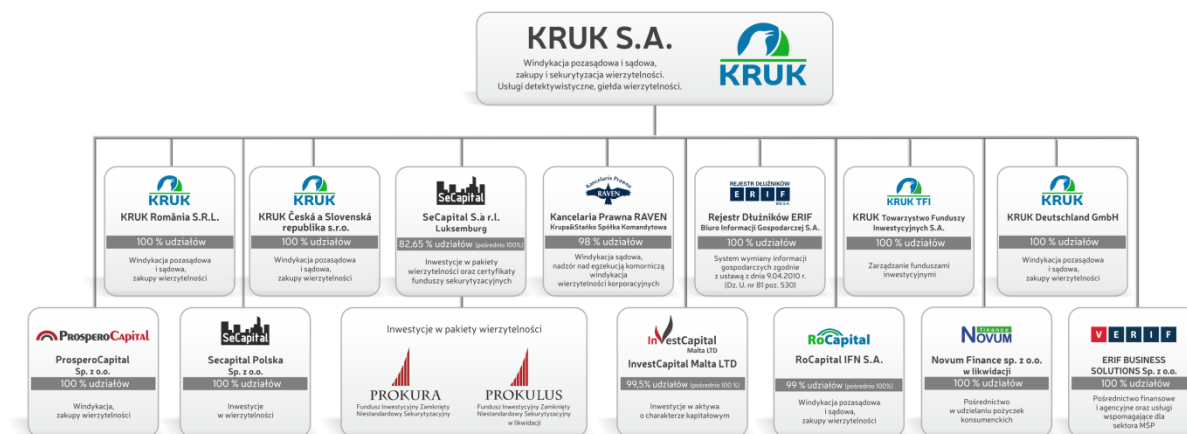 KRUK S.A.
Windykacja pozasądowa i sądowa,
zakupy i sekurytyzacja wierzytelności.
Usługi detektywistyczne, giełda wierzytelności.
KRUK
KRUK
KRUK România S.R.L.
100 % udziałów
Windykacja pozasądowa
i sądowa,
zakupy wierzytelności
KRUK
KRUK Česká a Slovenská
republika s.r.o.
100 % udziałów
Windykacja pozasądowa
i sądowa,
zakupy wierzytelności
SeCapital
SeCapital S.à r.l.
Luksemburg
82,65 % udziałów (pośrednio 100%)
Inwestycje w pakiety
wierzytelności oraz certyfikaty
funduszy sekurytyzacyjnych
Kancelaria Prawna
RAVEN
Kancelaria Prawna RAVEN
Krupa&Stańko Spółka Komandytowa
98 % udziałów
Windykacja sądowa,
nadzór nad egzekucją komorniczą
windykacja
wierzytelności korporacyjnych
REJESTR DŁUŻNIKÓW
ERIF
BIG S.A.
Rejestr Dłużników ERIF
Biuro Informacji Gospodarczej S.A.
100 % udziałów
System wymiany informacji
gospodarczych zgodnie
z ustawą z dnia 9.04.2010 r.
(Dz. U. nr 81 poz. 530)
KRUK TFI
KRUK Towarzystwo Funduszy
Inwestycyjnych S.A.
100 % udziałów
Zarządzanie funduszami
inwestycyjnymi
KRUK
KRUK Deutschland GmbH
100 % udziałów
Windykacja pozasądowa
i sądowa,
zakupy wierzytelności
PROSPEROCAPITAL
ProsperoCapital
Sp. z o.o.
100 % udziałów
Windykacja,
zakupy wierzytelności
SeCapital
Secapital Polska
Sp. z o.o.
100 % udziałów
Inwestycje
w wierzytelności
Inwestycje w pakiety wierzytelności
PROKURA
Fundusz Inwestycyjny Zamknięty
Niestandardowy Sekurytyzacyjny
PROKULUS
Fundusz Inwestycyjny Zamknięty
Niestandardowy Sekurytyzacyjny
w likwidacji
InVestCapital
Malta LTD
InvestCapital Malta LTD
99,5% udziałów (pośrednio 100 %)
Inwestycje w aktywa
o charakterze kapitałowym
RoCapital
RoCapital IFN S.A.
99 % udziałów (pośrednio 100%)
Windykacja pozasądowa
i sądowa,
zakupy wierzytelności
finance
NOVUM
Novum Finance sp. z o.o.
w likwidacji
100 % udziałów
Pośrednictwo
w udzielaniu pożyczek
konsumenckich
VERIF
ERIF BUSINESS
SOLUTIONS Sp. z o.o.
100 % udziałów
Pośrednictwo finansowe
i agencyjne oraz usługi
wspomagające dla
sektora MŚP